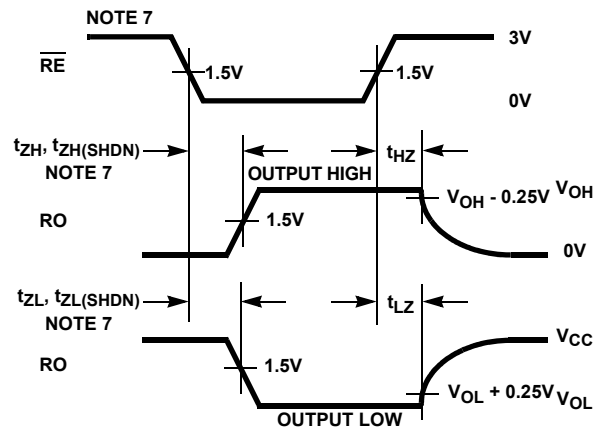 NOTE 7
RE
1.5V
1.5V
3V
0V
tZH, tZH(SHDN)
NOTE 7
tHZ
OUTPUT HIGH
VOH - 0.25V
VOH
RO
1.5V
0V
tZL, tZL(SHDN)
NOTE 7
tLZ
RO
1.5V
VCC
VOL + 0.25V
VOL
OUTPUT LOW